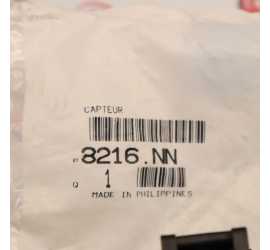 CAPTEUR
P 8216.NN
Q 1
MADE IN PHILIPPINES